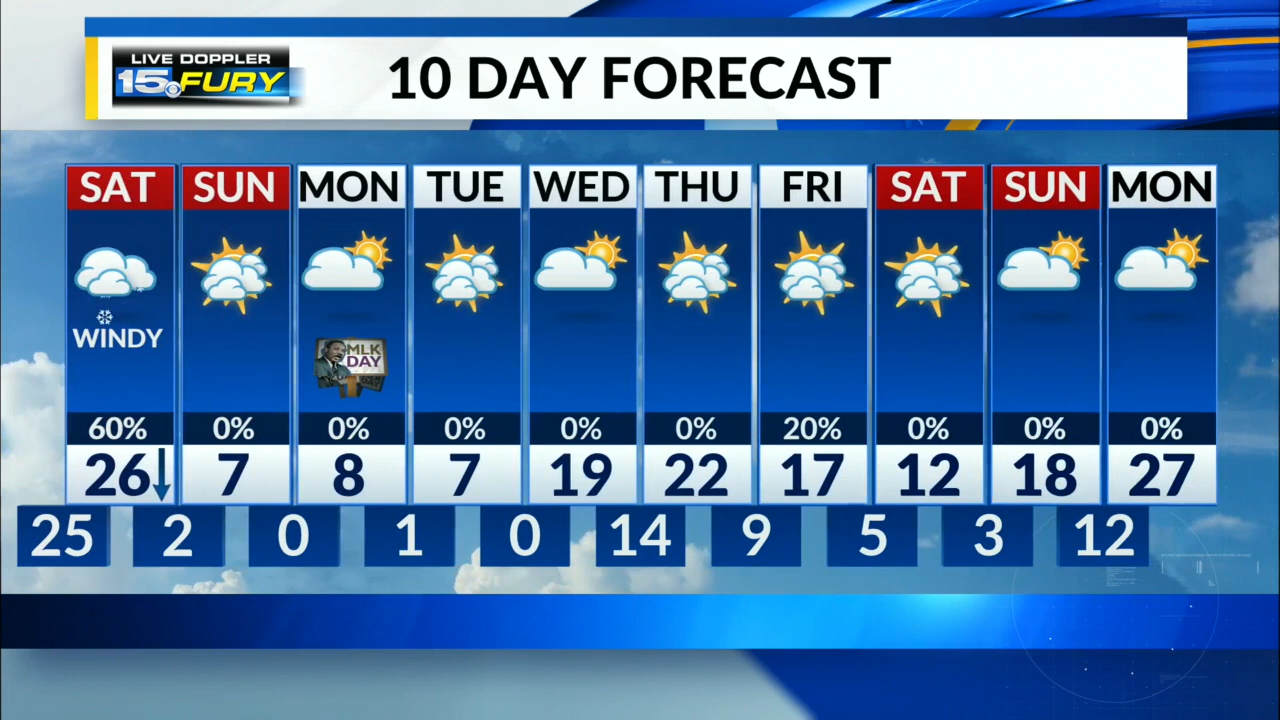 LIVE DOPPLER
15 FURY
10 DAY FORECAST
SAT SUN MON TUE WED THU FRI SAT SUN MON
WINDY
MLK
DAY
60% 0% 0% 0% 0% 0% 20% 0% 0% 0%
26 7 8 7 19 22 17 12 18 27
25 2 0 1 0 14 9 5 3 12